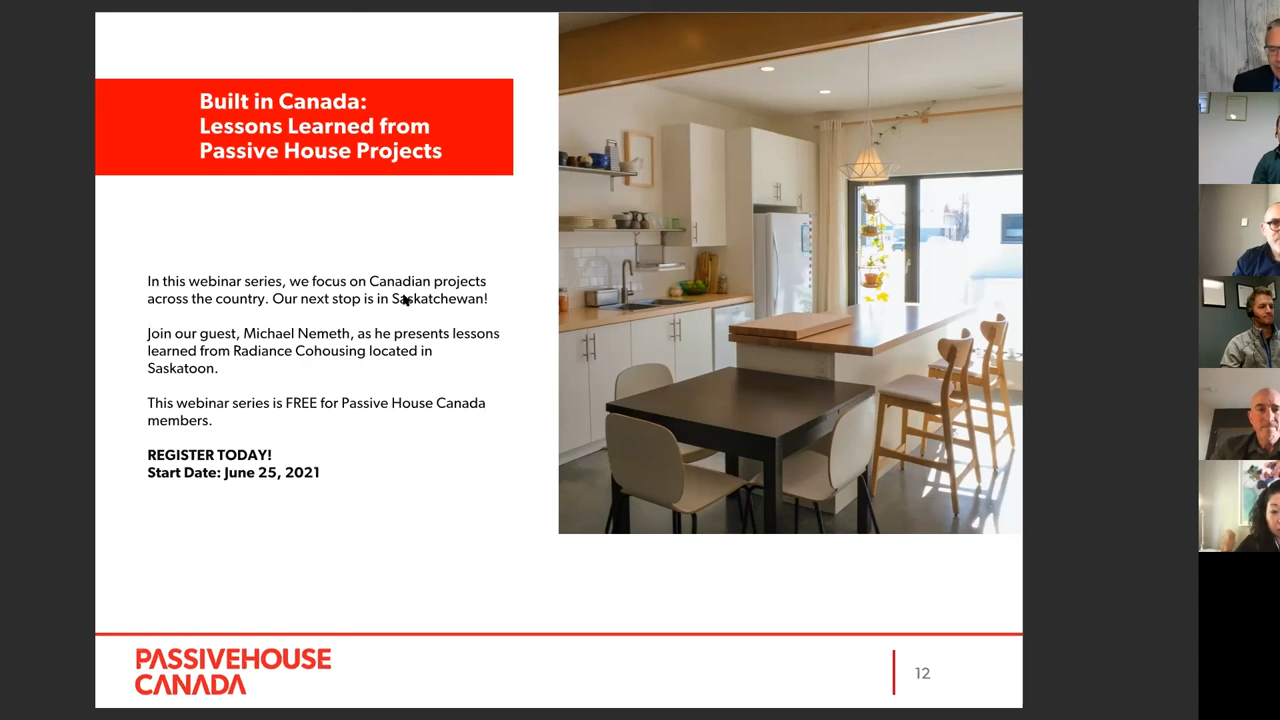 Built in Canada:
Lessons Learned from
Passive House Projects
In this webinar series, we focus on Canadian projects
across the country. Our next stop is in Saskatchewan!
Join our guest, Michael Nemeth, as he presents lessons
learned from Radiance Cohousing located in
Saskatoon.
This webinar series is FREE for Passive House Canada
members.
REGISTER TODAY!
Start Date: June 25, 2021
PASSIVEHOUSE
CANADA
12